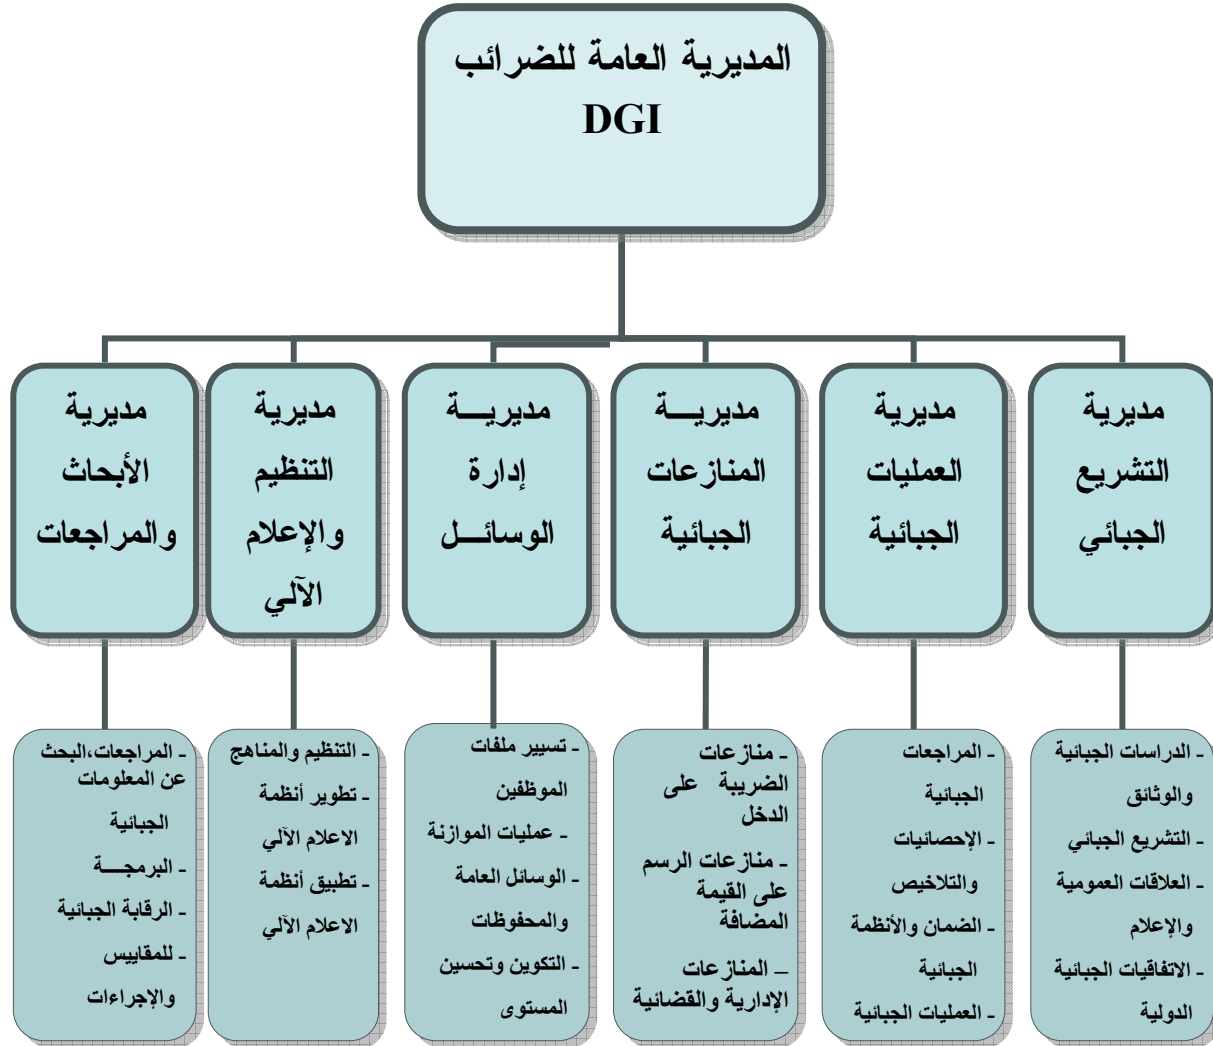 المديرية العامة للضرائب
DGI
مديرية
التشريع
الجبائي
مديرية
العمليات
الجبائية
مديريـــة
المنازعات
الجبائية
مديريـــة
إدارة
الوسائـــل
مديرية
التنظيم
والإعلام
الآلي
مديرية
الأبحاث
والمراجعات
- الدراسات الجبائية
والوثائق
- التشريع الجبائي
- العلاقات العمومية
والإعلام
- الاتفاقيات الجبائية
الدولية
- المراجعات
الجبائية
- الإحصائيات
والتلاخيص
- الضمان والأنظمة
الجبائية
- العمليات الجبائية
- منازعات
الضريبة على
الدخل
- منازعات الرسم
على القيمة
المضافة
– المنازعات
الإدارية والقضائية
- تسيير ملفات
الموظفين
- عمليات الموازنة
- الوسائل العامة
والمحفوظات
- التكوين وتحسين
المستوى
- التنظيم والمناهج
- تطوير أنظمة
الاعلام الآلي
- تطبيق أنظمة
الاعلام الآلي
- المراجعات،البحث
عن المعلومات
الجبائية
- البرمجـــة
- الرقابة الجبائية
- للمقاييس
والإجراءات